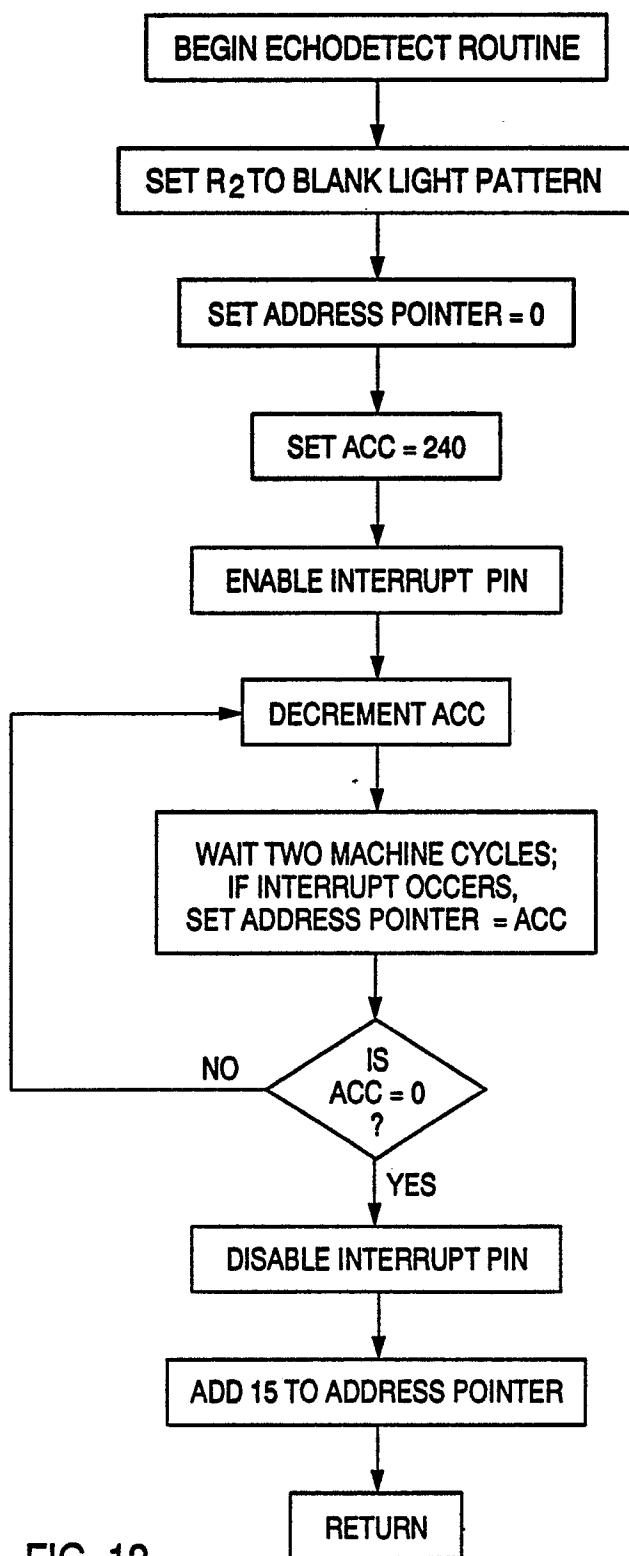 BEGIN ECHODETECT ROUTINE
SET R2 TO BLANK LIGHT PATTERN
SET ADDRESS POINTER = 0
SET ACC = 240
ENABLE INTERRUPT PIN
DECREMENT ACC
WAIT TWO MACHINE CYCLES;
IF INTERRUPT OCCERS,
SET ADDRESS POINTER = ACC
IS
ACC = 0
?
NO
YES
DISABLE INTERRUPT PIN
ADD 15 TO ADDRESS POINTER
RETURN